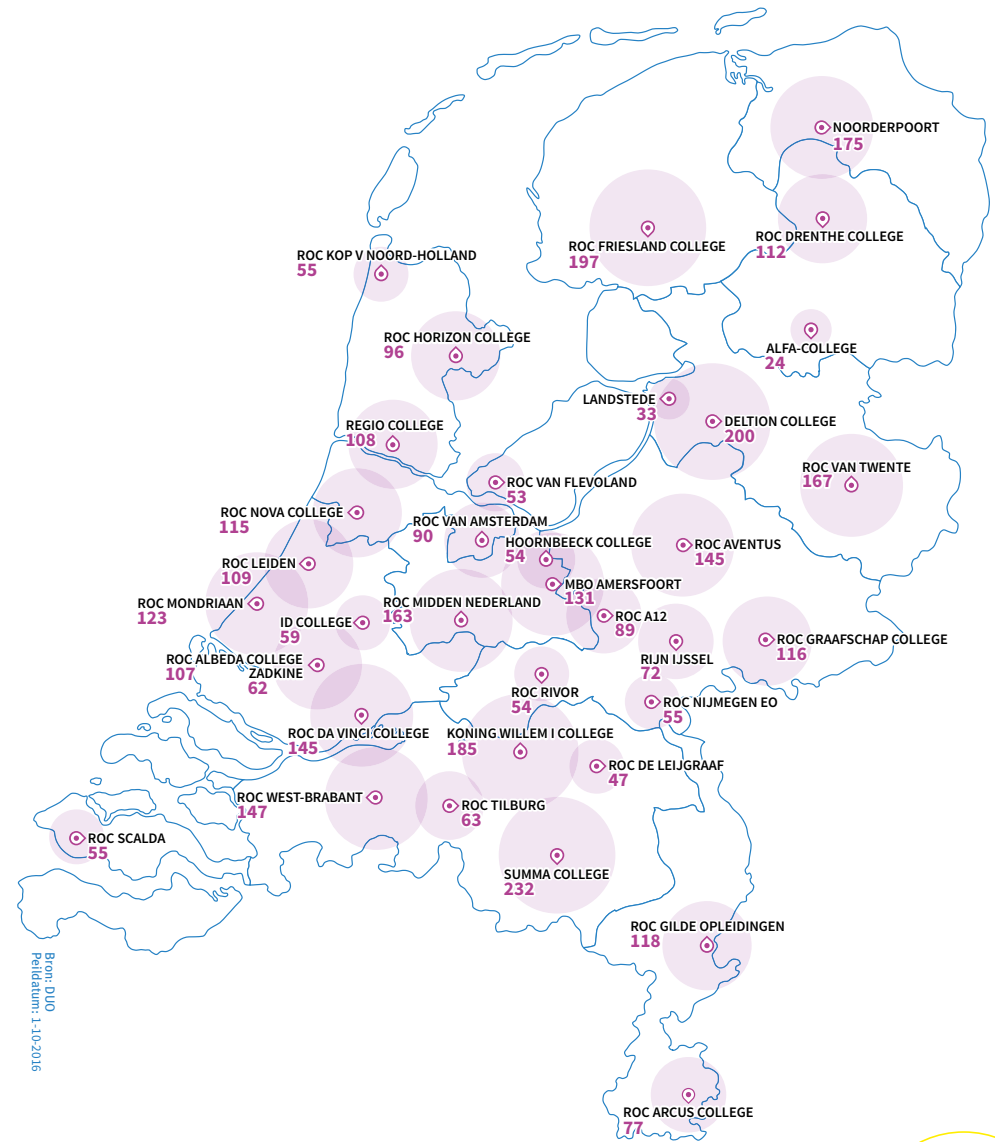 NOORDERPOORT
175
ROC DRENTHE COLLEGE
112
ROC FRIESLAND COLLEGE
197
ROC KOP V NOORD-HOLLAND
55
ROC HORIZON COLLEGE
96
ALFA-COLLEGE
24
LANDSTEDE
33
DELTION COLLEGE
200
REGIO COLLEGE
108
ROC VAN TWENTE
167
ROC VAN FLEVOLAND
53
ROC NOVA COLLEGE
115
ROC VAN AMSTERDAM
90
HOORNBEECK COLLEGE
54
ROC AVENTUS
145
ROC LEIDEN
109
MBO AMERSFOORT
131
ROC MONDRIAAN
123
ROC MIDDEN NEDERLAND
163
ID COLLEGE
59
ROC A12
89
ROC GRAAFSCHAP COLLEGE
116
RIJN IJSSEL
72
ROC ALBEDA COLLEGE
107
ZADKINE
62
ROC RIVOR
54
ROC NIJMEGEN EO
55
ROC DA VINCI COLLEGE
145
KONING WILLEM I COLLEGE
185
ROC DE LEIJGRAAF
47
ROC WEST-BRABANT
147
ROC TILBURG
63
ROC SCALDA
55
SUMMA COLLEGE
232
ROC GILDE OPLEIDINGEN
118
Bron: DUO
Peildatum: 1-10-2016
ROC ARCUS COLLEGE
77